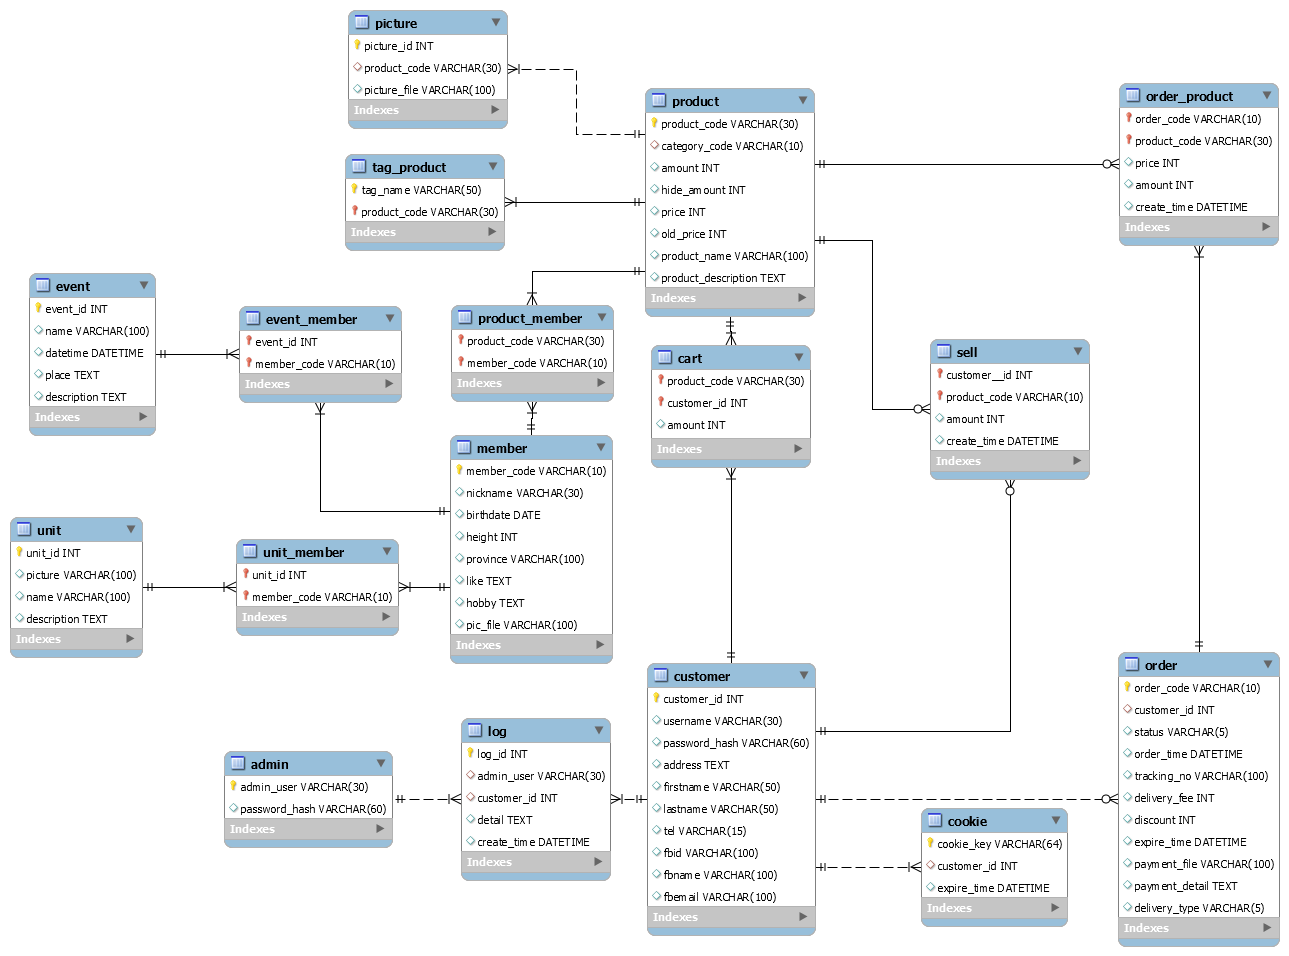 picture
picture_id INT
product_code VARCHAR(30)
picture_file VARCHAR(100)
Indexes
tag_product
tag_name VARCHAR(50)
product_code VARCHAR(30)
Indexes
product
product_code VARCHAR(30)
category_code VARCHAR(10)
amount INT
hide_amount INT
price INT
old_price INT
product_name VARCHAR(100)
product_description TEXT
Indexes
order_product
order_code VARCHAR(10)
product_code VARCHAR(30)
price INT
amount INT
create_time DATETIME
Indexes
event
event_id INT
name VARCHAR(100)
datetime DATETIME
place TEXT
description TEXT
Indexes
event_member
event_id INT
member_code VARCHAR(10)
Indexes
product_member
product_code VARCHAR(30)
member_code VARCHAR(10)
Indexes
cart
product_code VARCHAR(30)
customer_id INT
amount INT
Indexes
sell
customer__id INT
product_code VARCHAR(10)
amount INT
create_time DATETIME
Indexes
member
member_code VARCHAR(10)
nickname VARCHAR(30)
birthdate DATE
height INT
province VARCHAR(100)
like TEXT
hobby TEXT
pic_file VARCHAR(100)
Indexes
unit
unit_id INT
picture VARCHAR(100)
name VARCHAR(100)
description TEXT
Indexes
unit_member
unit_id INT
member_code VARCHAR(10)
Indexes
customer
customer_id INT
username VARCHAR(30)
password_hash VARCHAR(60)
address TEXT
firstname VARCHAR(50)
lastname VARCHAR(50)
tel VARCHAR(15)
fbid VARCHAR(100)
fbname VARCHAR(100)
fbemail VARCHAR(100)
Indexes
order
order_code VARCHAR(10)
customer_id INT
status VARCHAR(5)
order_time DATETIME
tracking_no VARCHAR(100)
delivery_fee INT
discount INT
expire_time DATETIME
payment_file VARCHAR(100)
payment_detail TEXT
delivery_type VARCHAR(5)
Indexes
log
log_id INT
admin_user VARCHAR(30)
customer_id INT
detail TEXT
create_time DATETIME
Indexes
admin
admin_user VARCHAR(30)
password_hash VARCHAR(60)
Indexes
cookie
cookie_key VARCHAR(64)
customer_id INT
expire_time DATETIME
Indexes